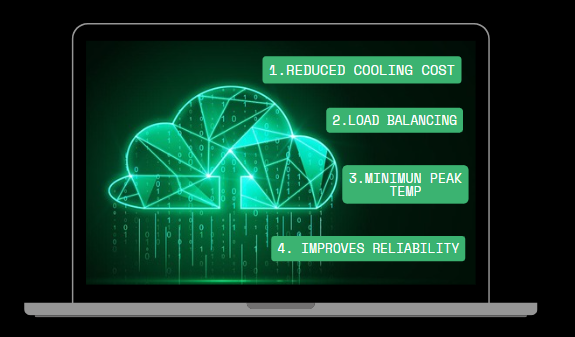 1.REDUCED COOLING COST
2.LOAD BALANCING
3.MINIMUN PEAK
TEMP
4. IMPROVES RELIABILITY